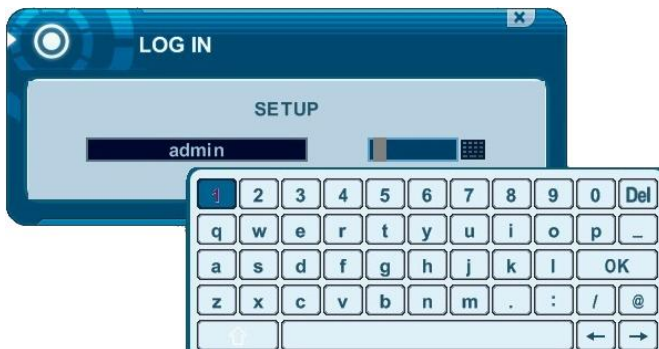 LOG IN
SETUP
admin
1 2 3 4 5 6 7 8 9 0 Del
q w e r t y u i o p _
a s d f g h j k l OK
z x c v b n m . : / @
← →